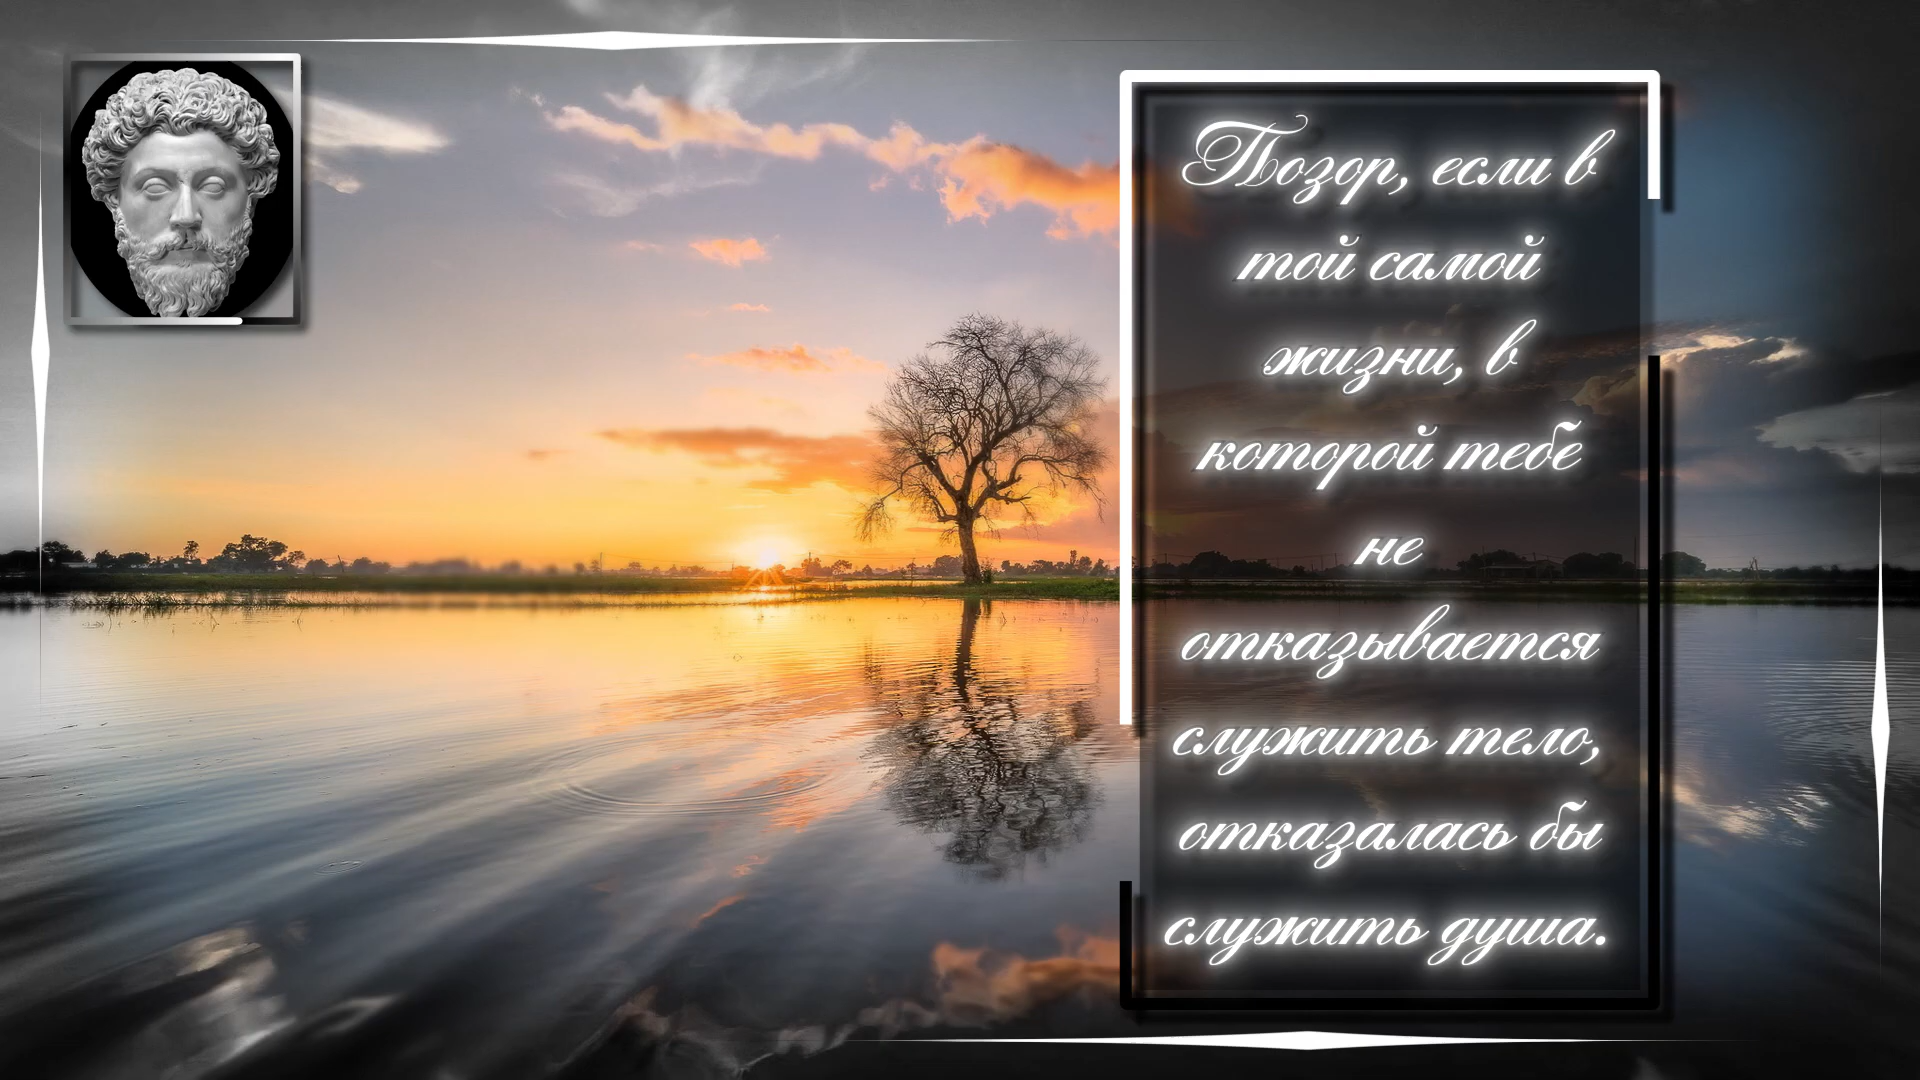 Позор, если в
той самой
жизни, в
которой тебе
не
отказывается
служить тело,
отказалась бы
служить душа.